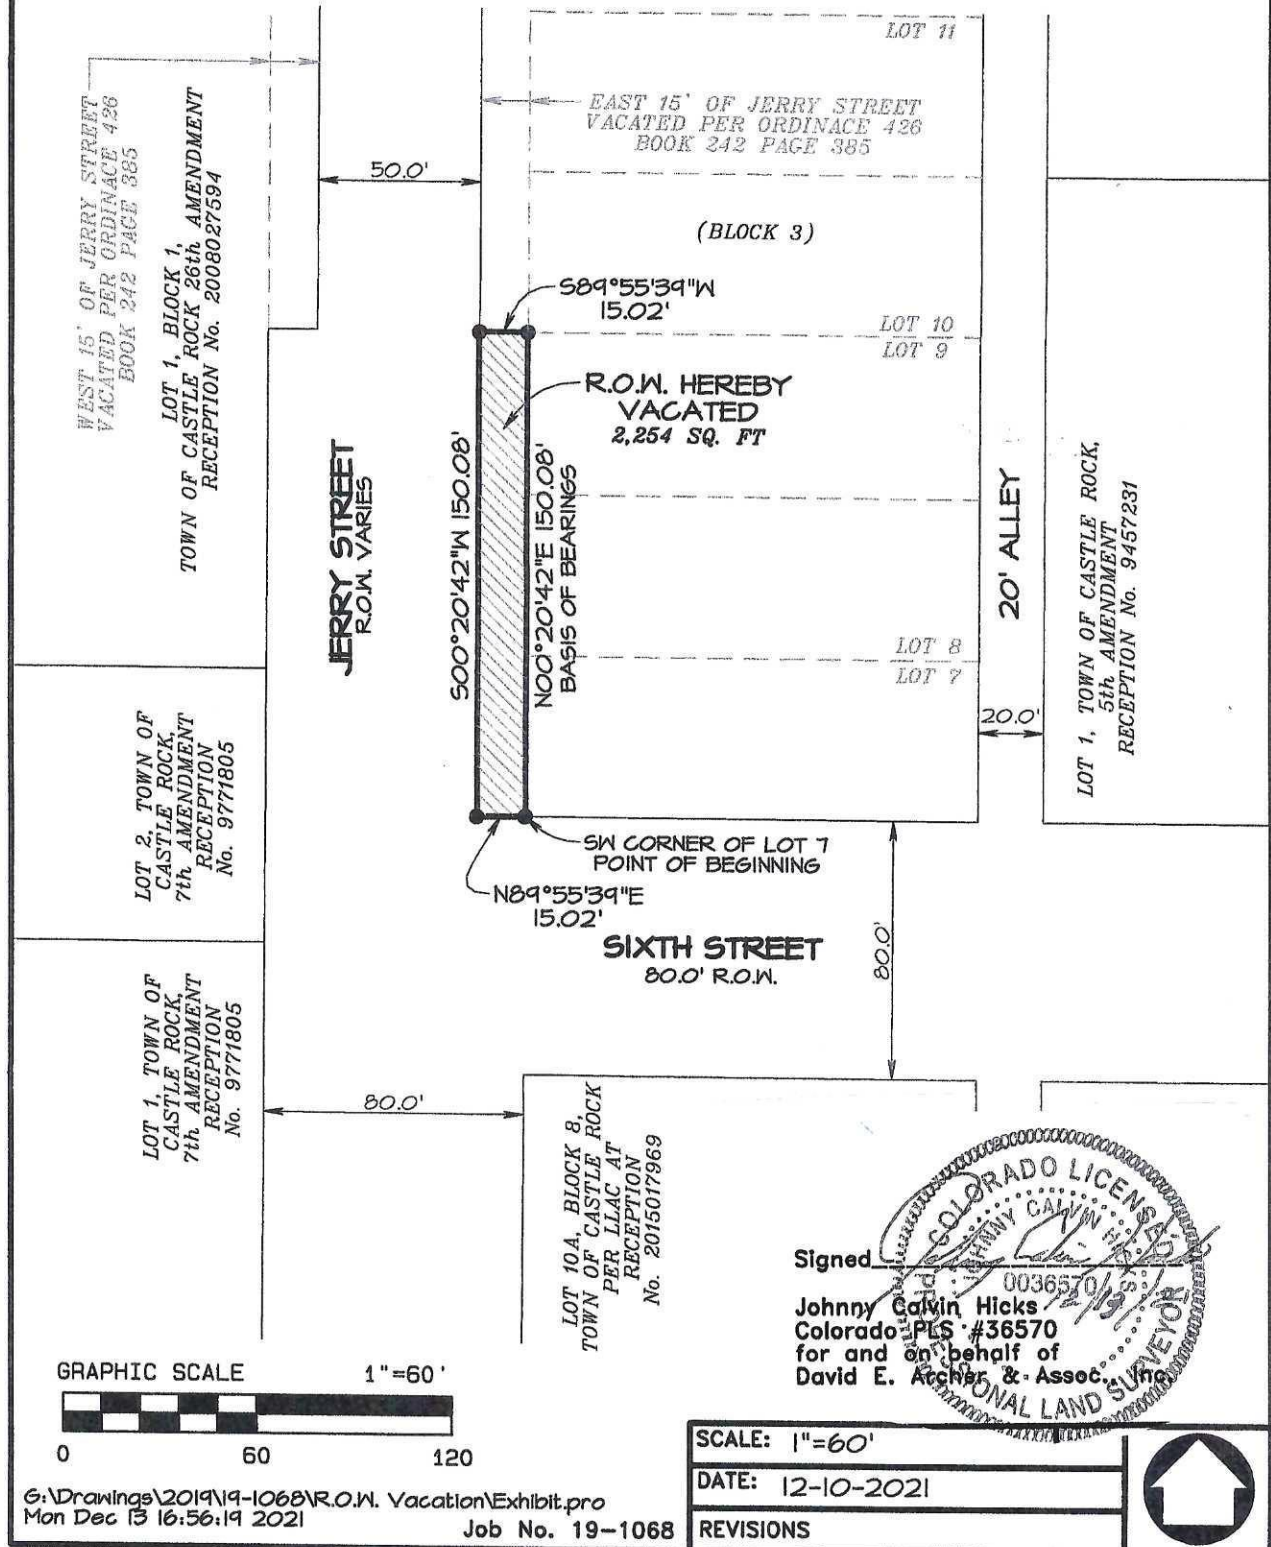 LOT 11
EAST 15' OF JERRY STREET
VACATED PER ORDINACE 426
BOOK 242 PAGE 385
WEST 15' OF JERRY STREET
VACATED PER ORDINACE 426
BOOK 242 PAGE 385
LOT 1, BLOCK 1,
TOWN OF CASTLE ROCK 26th AMENDMENT
RECEPTION No. 2008027594
50.0'
(BLOCK 3)
S89°55'39"W
15.02'
LOT 10
LOT 9
R.O.W. HEREBY
VACATED
2,254 SQ. FT
JERRY STREET
R.O.W. VARIES
S00°20'42"W 150.08'
N00°20'42"E 150.08'
BASIS OF BEARINGS
20' ALLEY
LOT 1, TOWN OF CASTLE ROCK,
5th AMENDMENT
RECEPTION No. 9457231
LOT 8
LOT 7
20.0'
LOT 2, TOWN OF
CASTLE ROCK,
7th AMENDMENT
RECEPTION
No. 9771805
SW CORNER OF LOT 7
POINT OF BEGINNING
N89°55'39"E
15.02'
SIXTH STREET
80.0' R.O.W.
80.0'
LOT 1, TOWN OF
CASTLE ROCK,
7th AMENDMENT
RECEPTION
No. 9771805
80.0'
LOT 10A, BLOCK 8,
TOWN OF CASTLE ROCK
PER LLAC AT
RECEPTION
No. 2015017969
COLORADO LICENSED
PROFESSIONAL LAND SURVEYOR
JOHNNY CALVIN HICKS
0036570
Signed
Johnny Calvin Hicks
Colorado PLS #36570
for and on behalf of
David E. Archer & Assoc., Inc.
GRAPHIC SCALE 1"=60'
0 60 120
G:\Drawings\2019\19-1068\R.O.W. Vacation\Exhibit.pro
Mon Dec 13 16:56:19 2021
Job No. 19-1068
SCALE: 1"=60'
DATE: 12-10-2021
REVISIONS